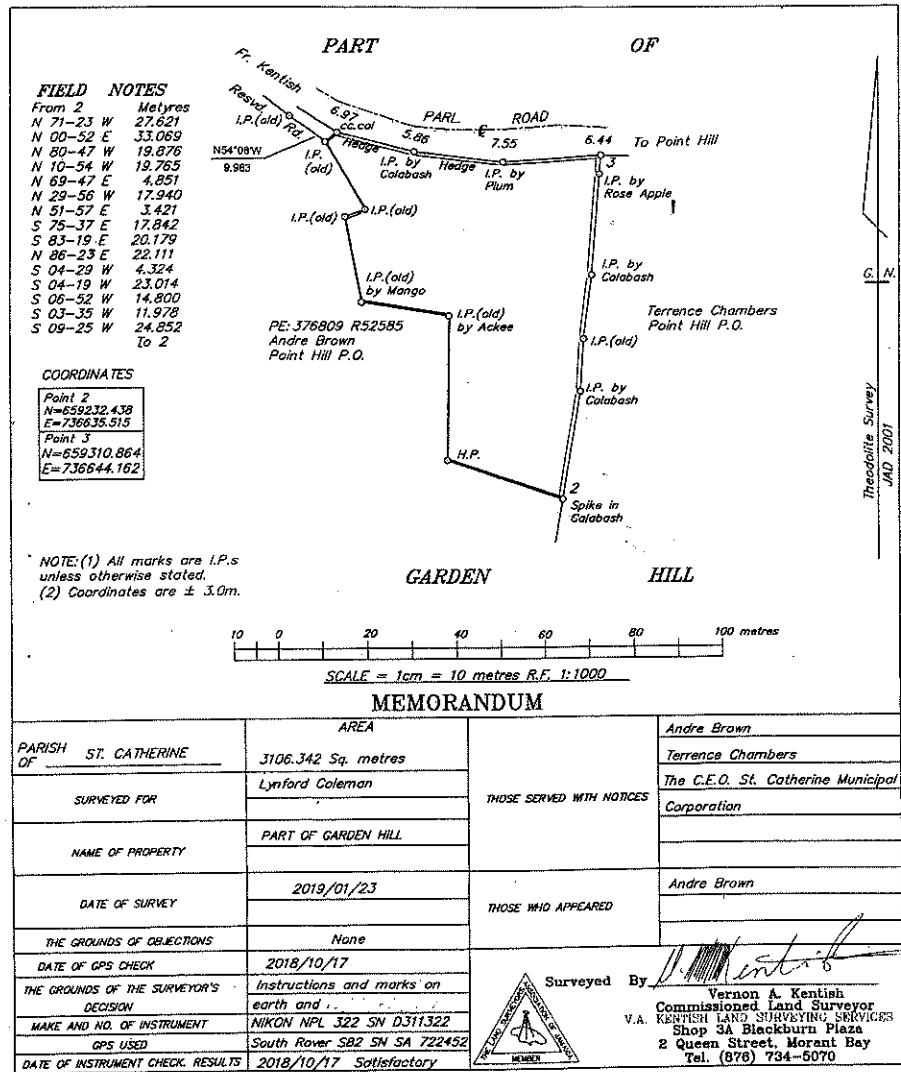 PART OF
Fr. Kentish
FIELD NOTES
From 2 Metyres
N 71-23 W 27.621
N 00-52 E 33.069
N 80-47 W 19.876
N 10-54 W 19.765
N 69-47 E 4.851
N 29-56 W 17.940
N 51-57 E 3.421
S 75-37 E 17.842
S 83-19 E 20.179
N 86-23 E 22.111
S 04-29 W 4.324
S 04-19 W 23.014
S 06-52 W 14.800
S 03-35 W 11.978
S 09-25 W 24.852
To 2
Resvd. Rd.
I.P.(old)
6.97
cc.col
PARL ROAD
5.86
7.55
6.44
To Point Hill
Hedge
Hedge
N54°08'W
9.983
I.P.
(old)
I.P. by
Calabash
I.P. by
Plum
3
I.P. by
Rose Apple
I.P.(old)
I.P.(old)
I.P. by
Calabash
G. N.
I.P.(old)
by Mango
I.P.(old)
by Ackee
Terrence Chambers
Point Hill P.O.
I.P.(old)
PE: 376809 R52585
Andre Brown
Point Hill P.O.
I.P. by
Calabash
COORDINATES
Point 2
N=659232.438
E=736635.515
Point 3
N=659310.864
E=736644.162
H.P.
2
Spike in
Calabash
Theodolite Survey
JAD 2001
NOTE: (1) All marks are I.P.s
unless otherwise stated.
(2) Coordinates are ± 3.0m.
GARDEN HILL
10 0 20 40 60 80 100 metres
SCALE = 1cm = 10 metres R.F. 1:1000
MEMORANDUM
PARISH OF ST. CATHERINE
AREA
3106.342 Sq. metres
SURVEYED FOR
Lynford Coleman
NAME OF PROPERTY
PART OF GARDEN HILL
DATE OF SURVEY
2019/01/23
THE GROUNDS OF OBJECTIONS
None
DATE OF GPS CHECK
2018/10/17
THE GROUNDS OF THE SURVEYOR'S
DECISION
Instructions and marks on
earth and
MAKE AND NO. OF INSTRUMENT
NIKON NPL 322 SN D311322
GPS USED
South Rover S82 SN SA 722452
DATE OF INSTRUMENT CHECK. RESULTS
2018/10/17 Satisfactory
THOSE SERVED WITH NOTICES
Andre Brown
Terrence Chambers
The C.E.O. St. Catherine Municipal
Corporation
THOSE WHO APPEARED
Andre Brown
THE LAND SURVEYORS ASSOCIATION OF JAMAICA
MEMBER
Surveyed By
Vernon A. Kentish
Commissioned Land Surveyor
V.A. KENTISH LAND SURVEYING SERVICES
Shop 3A Blackburn Plaza
2 Queen Street, Morant Bay
Tel. (876) 734-5070